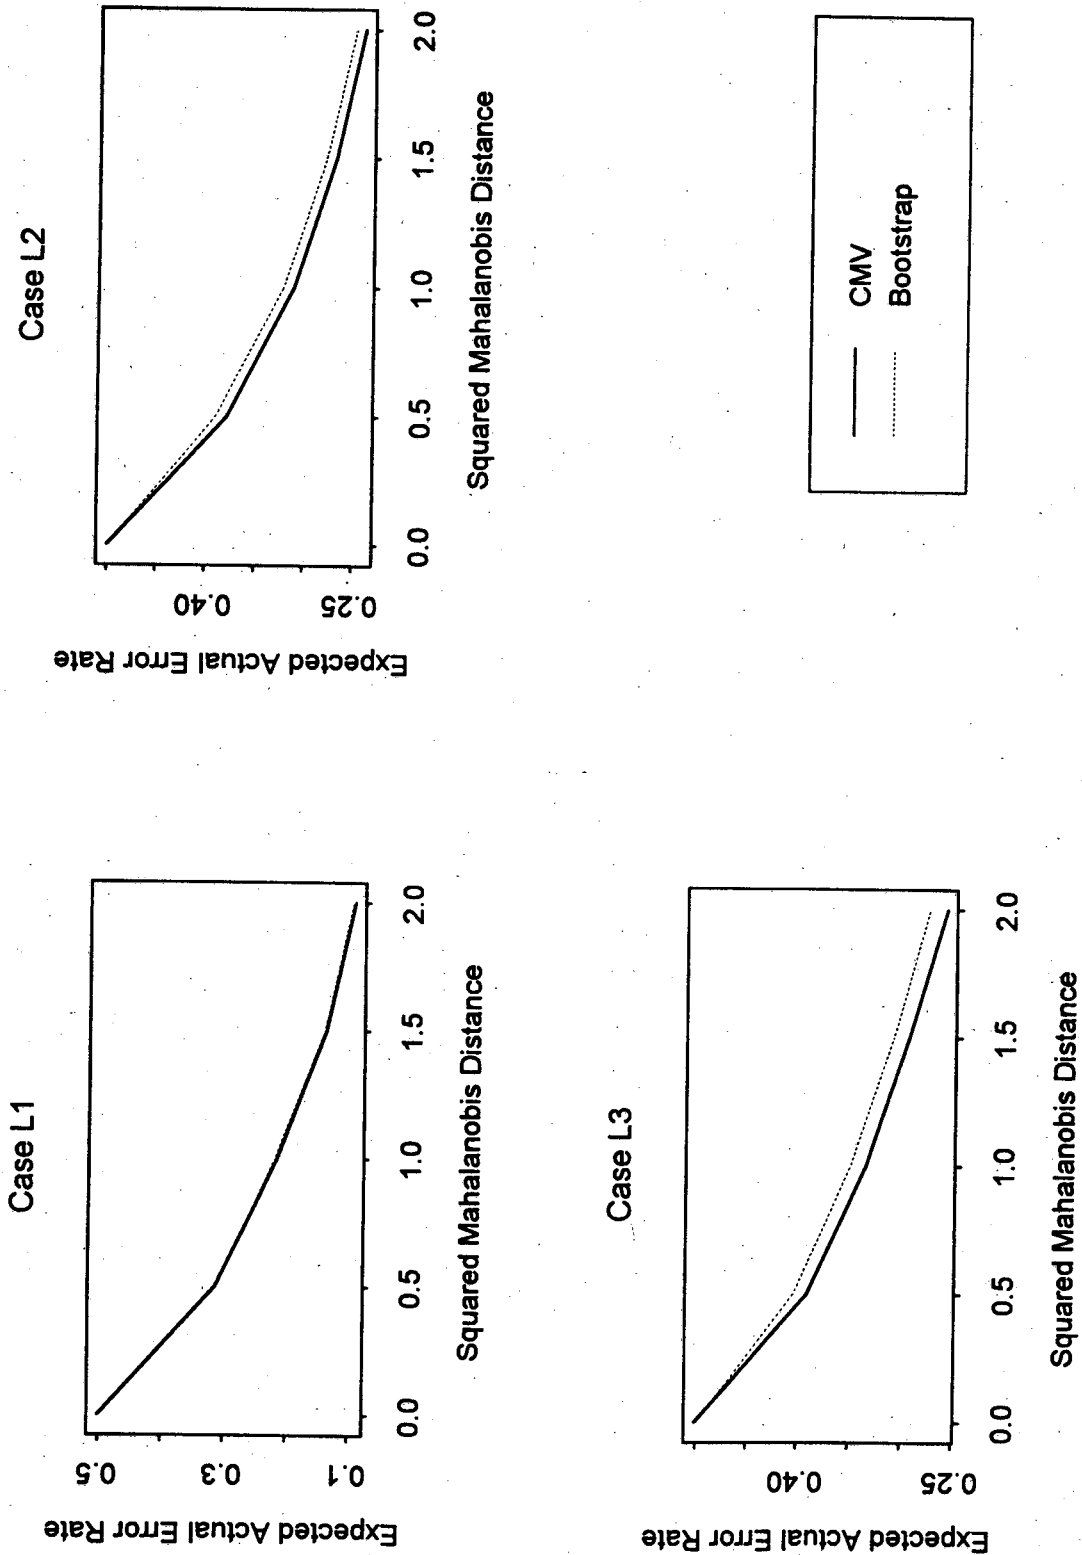 Case L1
Expected Actual Error Rate
0.5
0.3
0.1
0.0
0.5
1.0
1.5
2.0
Squared Mahalanobis Distance
Case L2
Expected Actual Error Rate
0.40
0.25
0.0
0.5
1.0
1.5
2.0
Squared Mahalanobis Distance
Case L3
Expected Actual Error Rate
0.40
0.25
0.0
0.5
1.0
1.5
2.0
Squared Mahalanobis Distance
CMV
Bootstrap